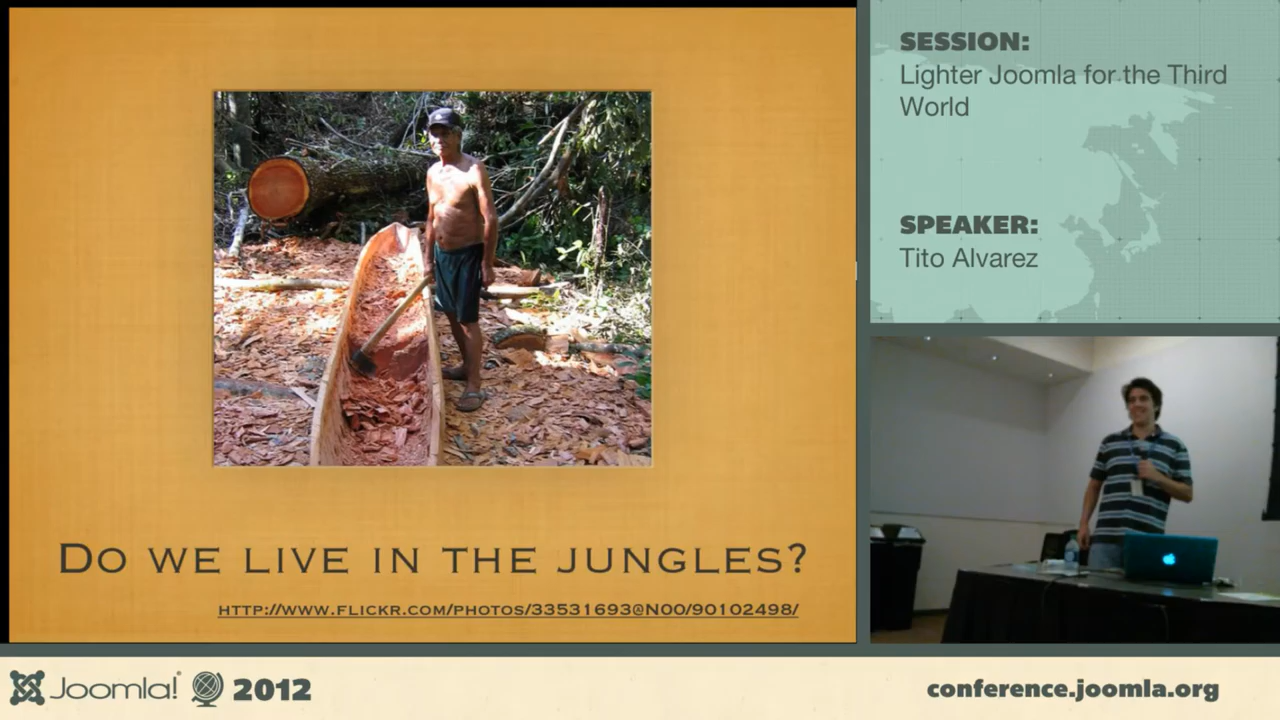 Do we live in the jungles?
http://www.flickr.com/photos/33531693@N00/90102498/
SESSION:
Lighter Joomla for the Third
World
SPEAKER:
Tito Alvarez
Joomla!® 2012
conference.joomla.org